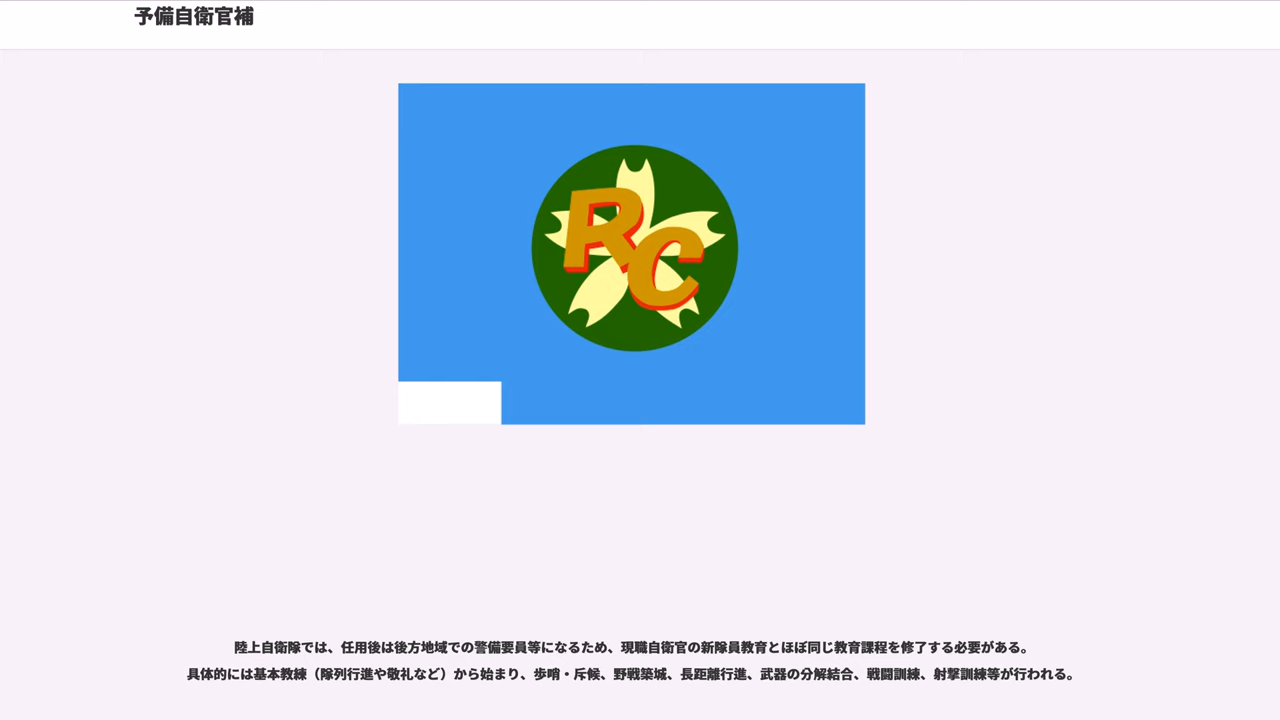 予備自衛官補
RC
陸上自衛隊では、任用後は後方地域での警備要員等になるため、現職自衛官の新隊員教育とほぼ同じ教育課程を修了する必要がある。
具体的には基本教練（隊列行進や敬礼など）から始まり、歩哨・斥候、野戦築城、長距離行進、武器の分解結合、戦闘訓練、射撃訓練等が行われる。